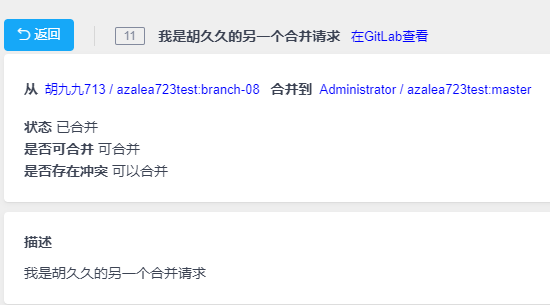 返回 11 我是胡久久的另一个合并请求 在GitLab查看
从 胡九九713 / azalea723test:branch-08 合并到 Administrator / azalea723test:master
状态 已合并
是否可合并 可合并
是否存在冲突 可以合并
描述
我是胡久久的另一个合并请求